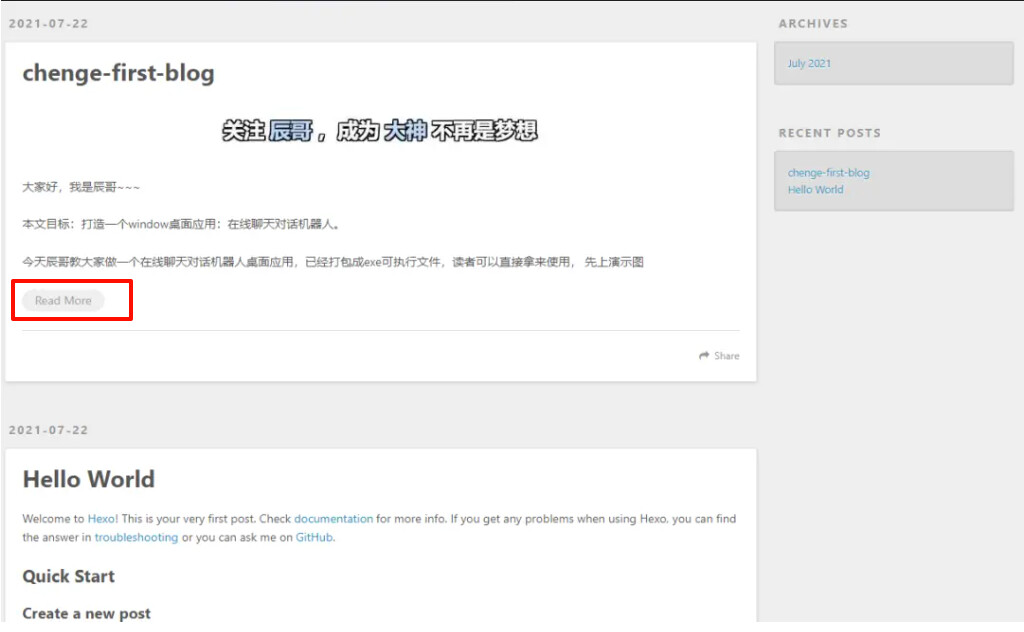 2021-07-22
chenge-first-blog
关注 辰哥，成为 大神 不再是梦想
大家好，我是辰哥~~~
本文目标：打造一个window桌面应用：在线聊天对话机器人。
今天辰哥教大家做一个在线聊天对话机器人桌面应用，已经打包成exe可执行文件，读者可以直接拿来使用， 先上演示图
Read More
Share
2021-07-22
Hello World
Welcome to Hexo! This is your very first post. Check documentation for more info. If you get any problems when using Hexo, you can find
the answer in troubleshooting or you can ask me on GitHub.
Quick Start
Create a new post
ARCHIVES
July 2021
RECENT POSTS
chenge-first-blog
Hello World